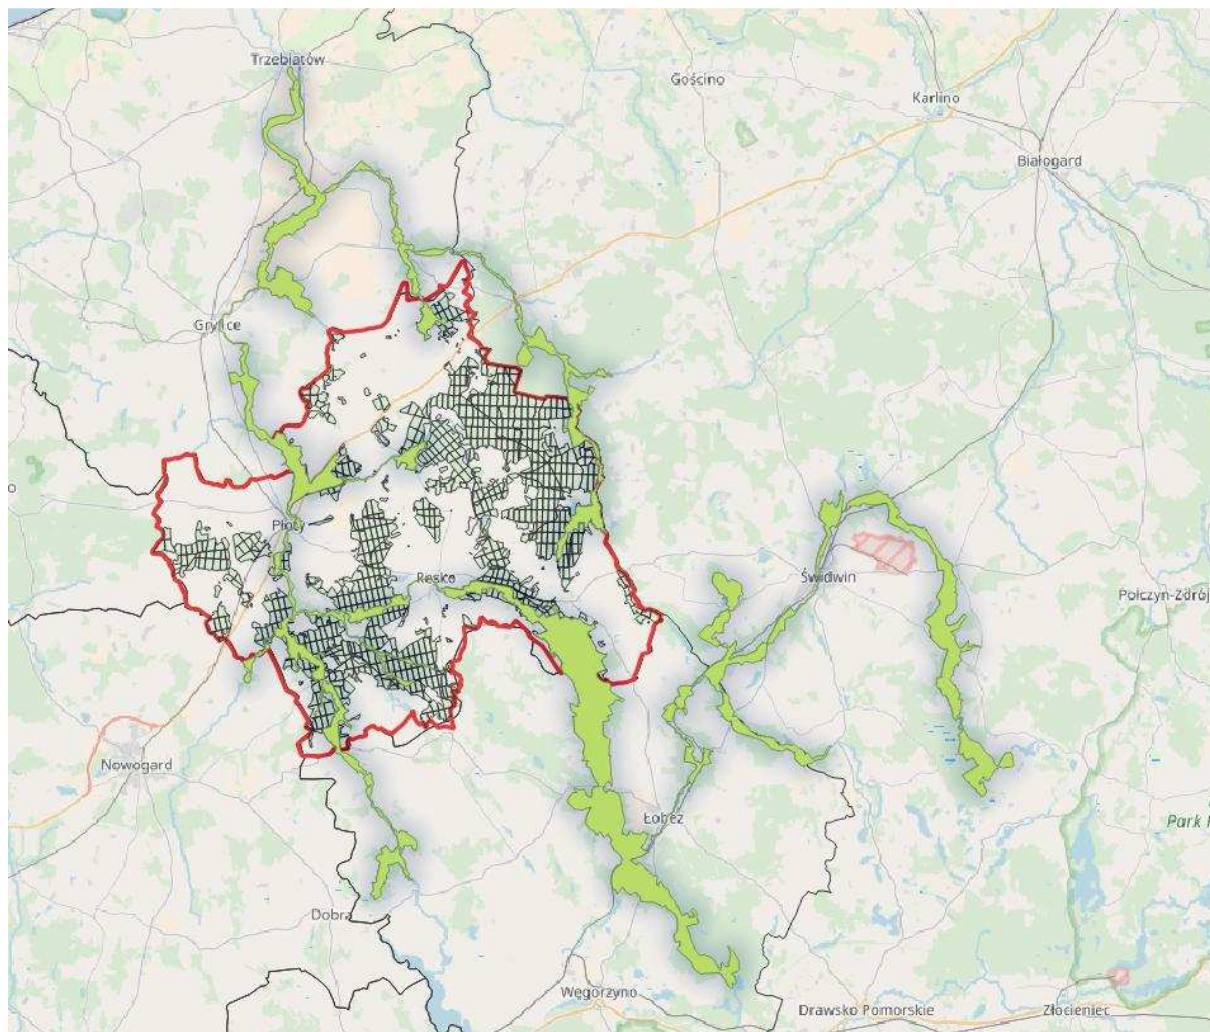 Trzebiatów
Gościno
Karlino
Białogard
Gryfice
o
Płoty
Resko
Świdwin
Połczyn-Zdrój
Nowogard
Łobez
Park
Dobra
Węgorzyno
Drawsko Pomorskie
Złocieniec